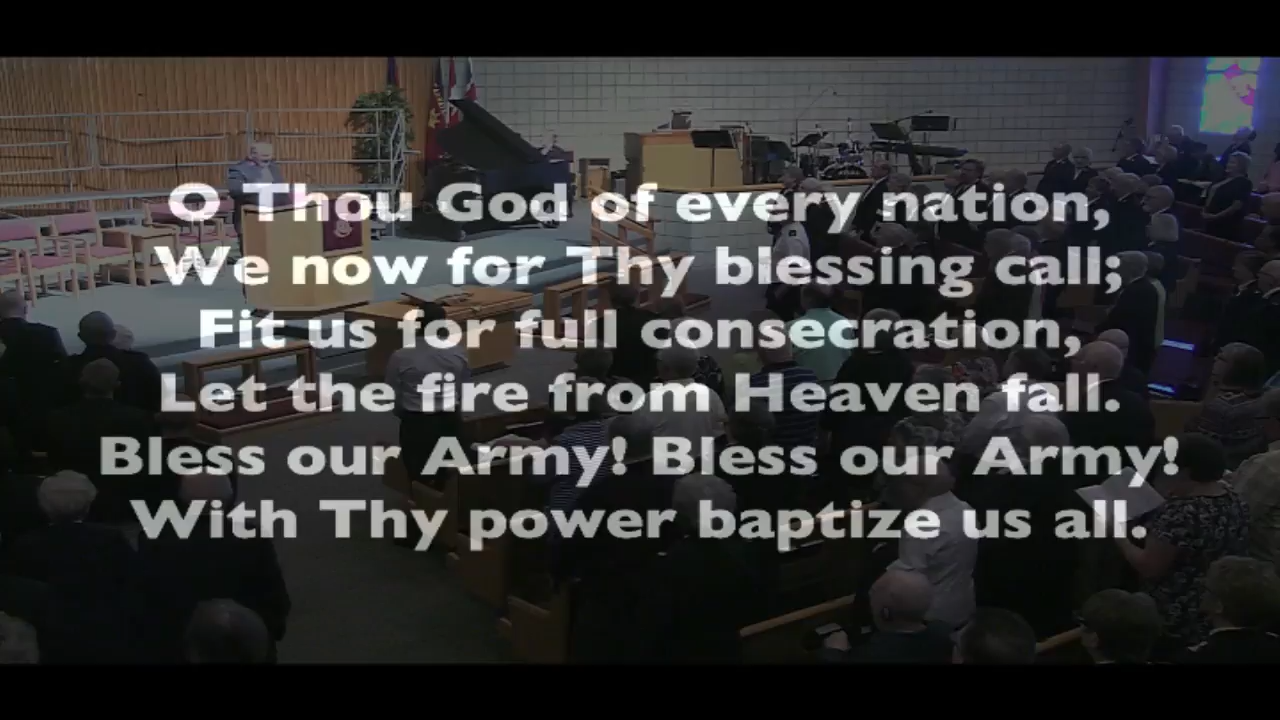 O Thou God of every nation,
We now for Thy blessing call;
Fit us for full consecration,
Let the fire from Heaven fall.
Bless our Army! Bless our Army!
With Thy power baptize us all.